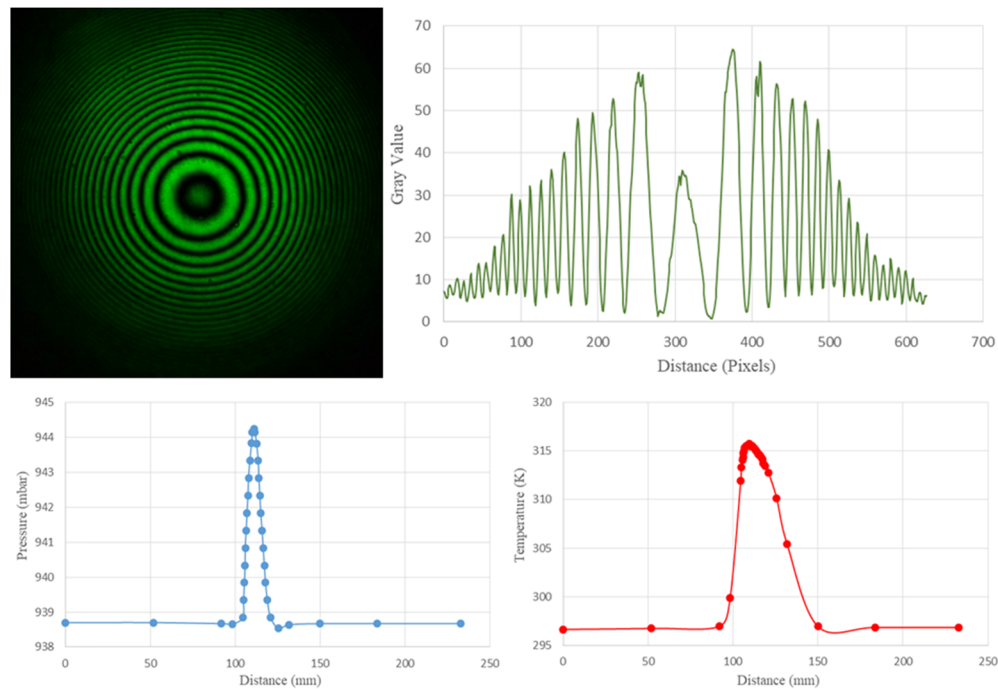 70
60
50
40
30
20
10
0
Gray Value
0 100 200 300 400 500 600 700
Distance (Pixels)
945
944
943
942
941
940
939
938
Pressure (mbar)
0 50 100 150 200 250
Distance (mm)
320
315
310
305
300
295
Temperature (K)
0 50 100 150 200 250
Distance (mm)